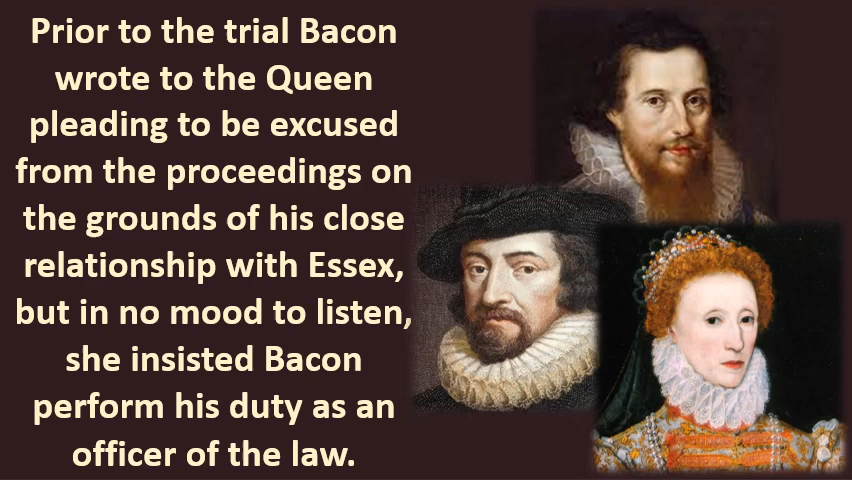 Prior to the trial Bacon
wrote to the Queen
pleading to be excused
from the proceedings on
the grounds of his close
relationship with Essex,
but in no mood to listen,
she insisted Bacon
perform his duty as an
officer of the law.